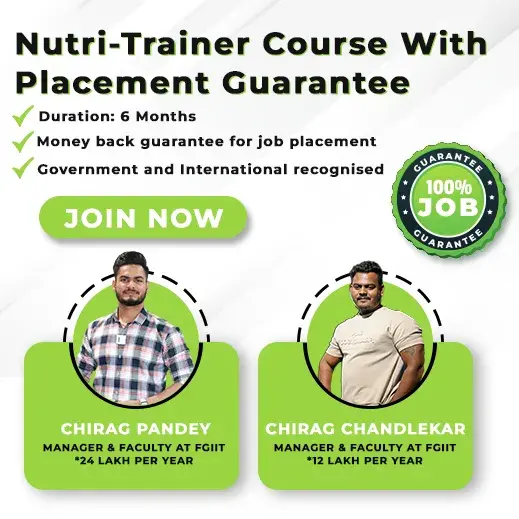 Nutri-Trainer Course With
Placement Guarantee
Duration: 6 Months
Money back guarantee for job placement
Government and International recognised
GUARANTEE
100%
JOB
GUARANTEE
JOIN NOW
CHIRAG PANDEY
MANAGER & FACULTY AT FGIIT
*24 LAKH PER YEAR
CHIRAG CHANDLEKAR
MANAGER & FACULTY AT FGIIT
*12 LAKH PER YEAR